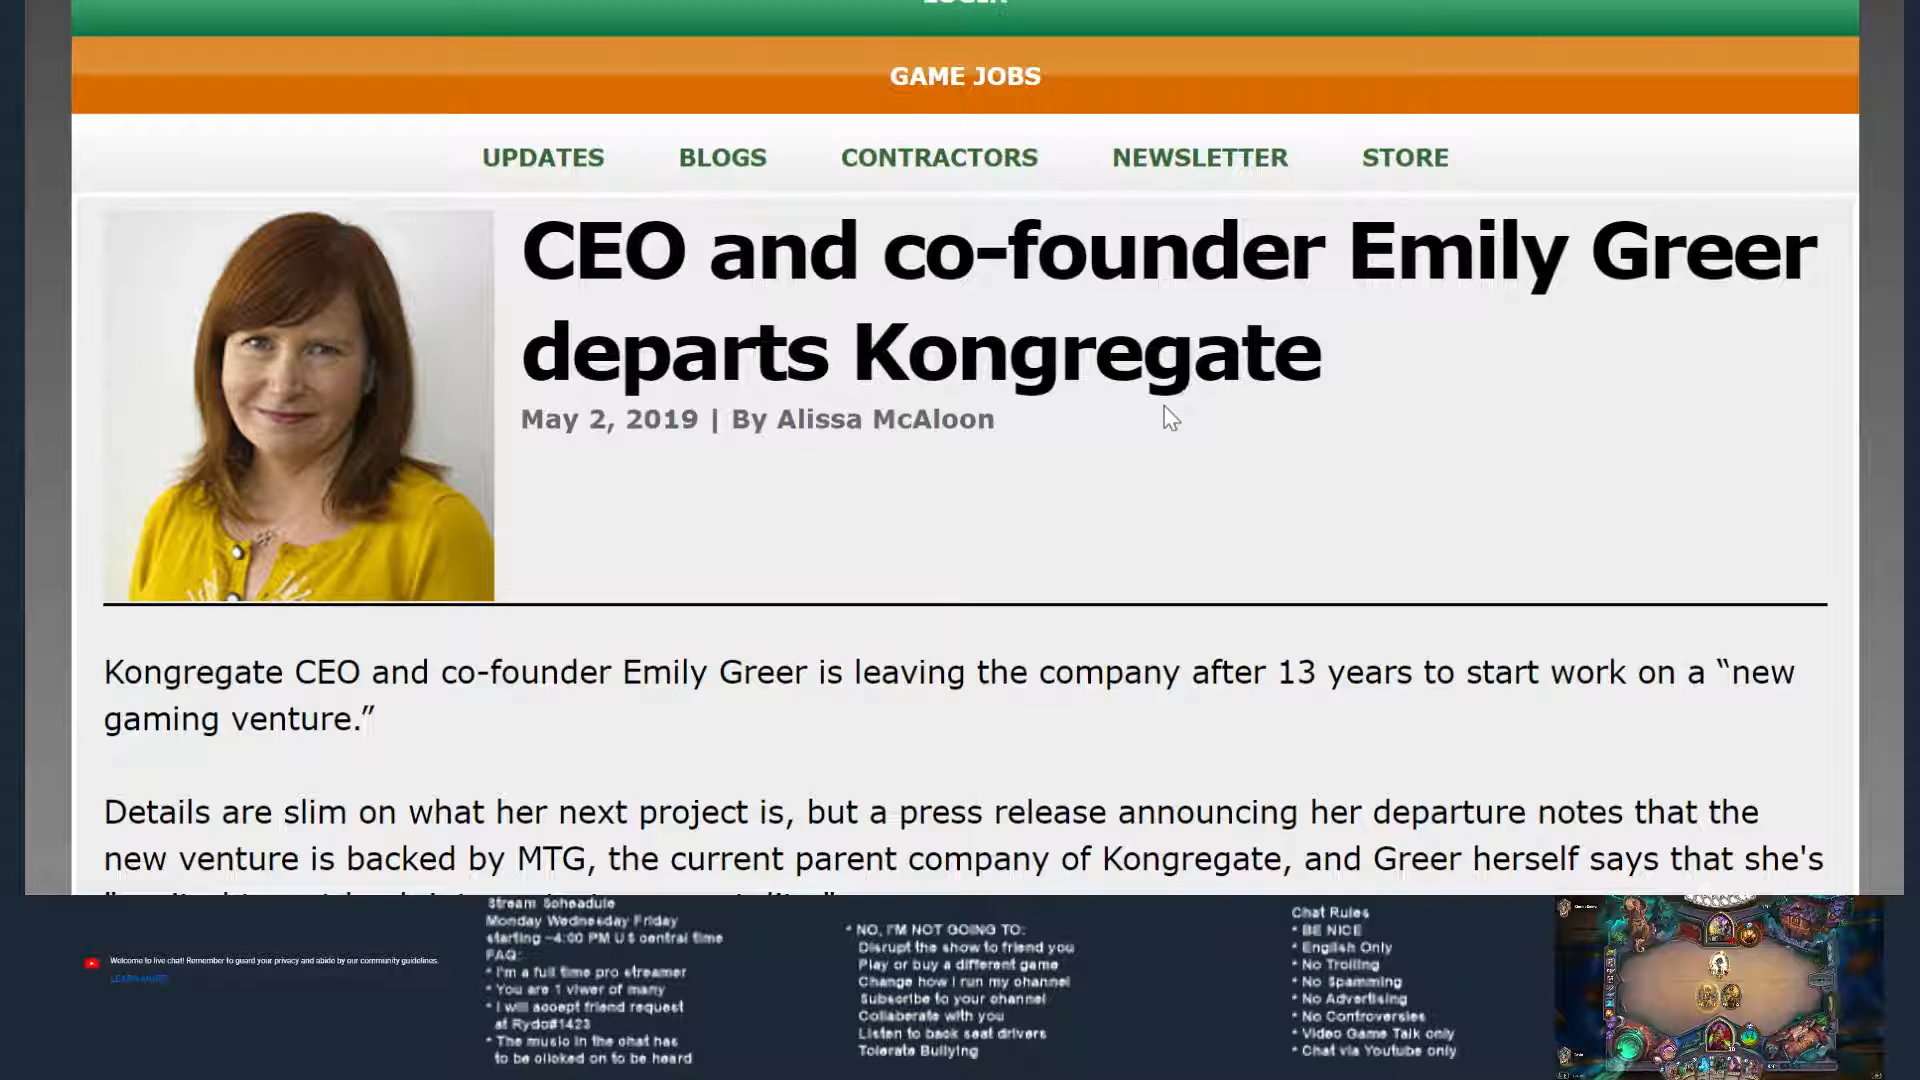 GAME JOBS
UPDATES BLOGS CONTRACTORS NEWSLETTER STORE
CEO and co-founder Emily Greer
departs Kongregate
May 2, 2019 | By Alissa McAloon
Kongregate CEO and co-founder Emily Greer is leaving the company after 13 years to start work on a “new
gaming venture.”
Details are slim on what her next project is, but a press release announcing her departure notes that the
new venture is backed by MTG, the current parent company of Kongregate, and Greer herself says that she's
Welcome to live chat! Remember to guard your privacy and abide by our community guidelines.
LEARN MORE
Stream Scheadule
Monday Wednesday Friday
starting ~4:00 PM US central time
FAQ:
* I'm a full time pro streamer
* You are 1 viwer of many
* I will accept friend request
at Rydo#1423
* The music in the chat has
to be clicked on to be heard
* NO, I'M NOT GOING TO:
Disrupt the show to friend you
Play or buy a different game
Change how I run my channel
Subscribe to your channel
Collaberate with you
Listen to back seat drivers
Tolerate Bullying
Chat Rules
* BE NICE
* English Only
* No Trolling
* No Spamming
* No Advertising
* No Controversies
* Video Game Talk only
* Chat via Youtube only